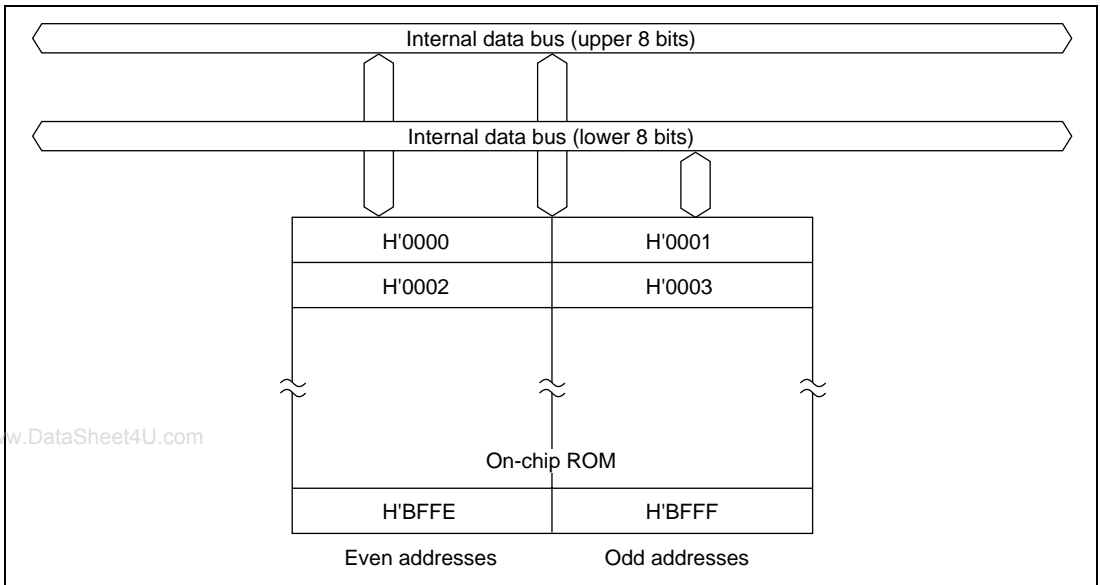 Internal data bus (upper 8 bits)
Internal data bus (lower 8 bits)
H'0000 H'0001
H'0002 H'0003
w.DataSheet4U.com
On-chip ROM
H'BFFE H'BFFF
Even addresses Odd addresses